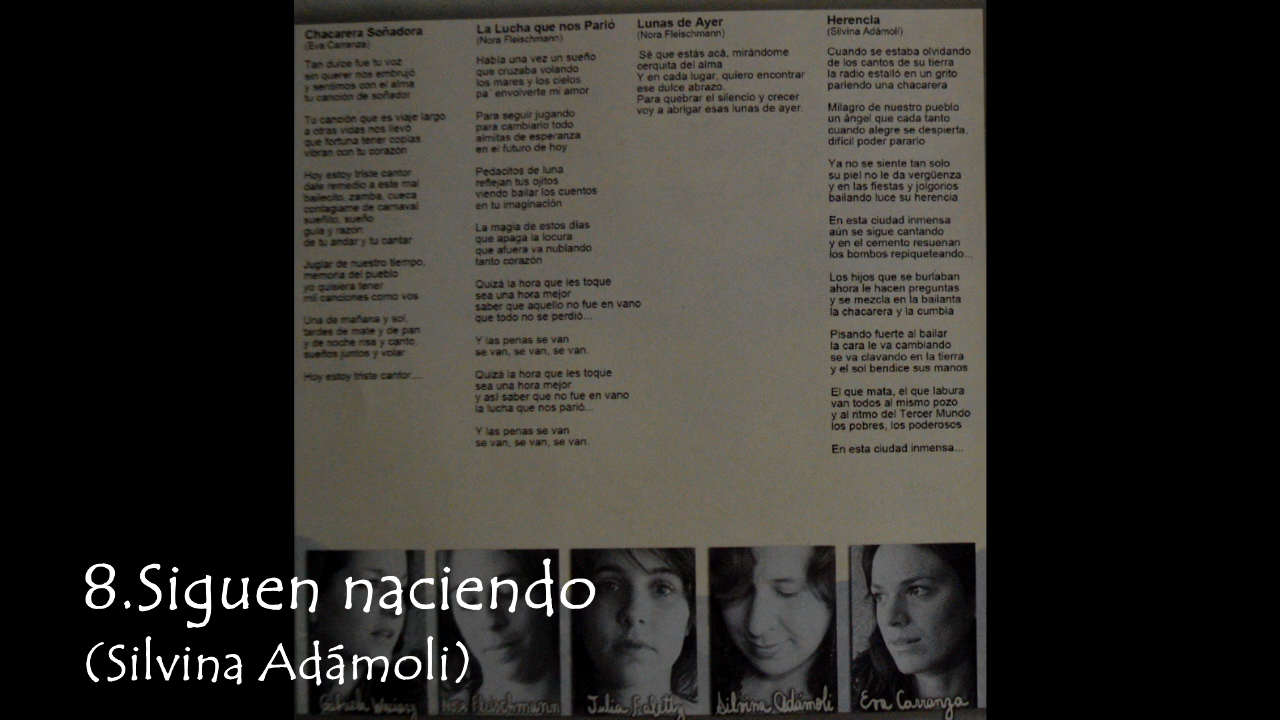 Chacarera Soñadora
(Eva Carranza)
Tan dulce fue tu voz
sin querer nos embrujó
y sentimos con el alma
tu canción de soñador
Tu canción que es viaje largo
a otras vidas nos llevó
que fortuna tener coplas
vibran con tu corazón
Hoy estoy triste cantor
dale remedio a este mal
bailecito, zamba, cueca
contagiame de carnaval
sueñito, sueño
guía y razón
de tu andar y tu cantar
Juglar de nuestro tiempo,
memoria del pueblo
yo quisiera tener
mil canciones como vos
Una de mañana y sol,
tardes de mate y de pan
y de noche risa y canto,
sueños juntos y volar
Hoy estoy triste cantor....
La Lucha que nos Parió
(Nora Fleischmann)
Había una vez un sueño
que cruzaba volando
los mares y los cielos
pa´ envolverte mi amor
Para seguir jugando
para cambiarlo todo
almitas de esperanza
en el futuro de hoy
Pedacitos de luna
reflejan tus ojitos
viendo bailar los cuentos
en tu imaginación
La magia de estos días
que apaga la locura
que afuera va nublando
tanto corazón
Quizá la hora que les toque
sea una hora mejor
saber que aquello no fue en vano
que todo no se perdió...
Y las penas se van
se van, se van, se van.
Quizá la hora que les toque
sea una hora mejor
y así saber que no fue en vano
la lucha que nos parió...
Y las penas se van
se van, se van, se van.
Lunas de Ayer
(Nora Fleischmann)
Sé que estás acá, mirándome
cerquita del alma
Y en cada lugar, quiero encontrar
ese dulce abrazo.
Para quebrar el silencio y crecer
voy a abrigar esas lunas de ayer.
Herencia
(Silvina Adámoli)
Cuando se estaba olvidando
de los cantos de su tierra
la radio estalló en un grito
pariendo una chacarera
Milagro de nuestro pueblo
un ángel que cada tanto
cuando alegre se despierta,
difícil poder pararlo
Ya no se siente tan solo
su piel no le da vergüenza
y en las fiestas y jolgorios
bailando luce su herencia
En esta ciudad inmensa
aún se sigue cantando
y en el cemento resuenan
los bombos repiqueteando...
Los hijos que se burlaban
ahora le hacen preguntas
y se mezcla en la bailanta
la chacarera y la cumbia
Pisando fuerte al bailar
la cara le va cambiando
se va clavando en la tierra
y el sol bendice sus manos
El que mata, el que labura
van todos al mismo pozo
y al ritmo del Tercer Mundo
los pobres, los poderosos
En esta ciudad inmensa...
8.Siguen naciendo
(Silvina Adámoli)
Nora Fleischmann
Julia
Silvina Adámoli
Eva Carranza